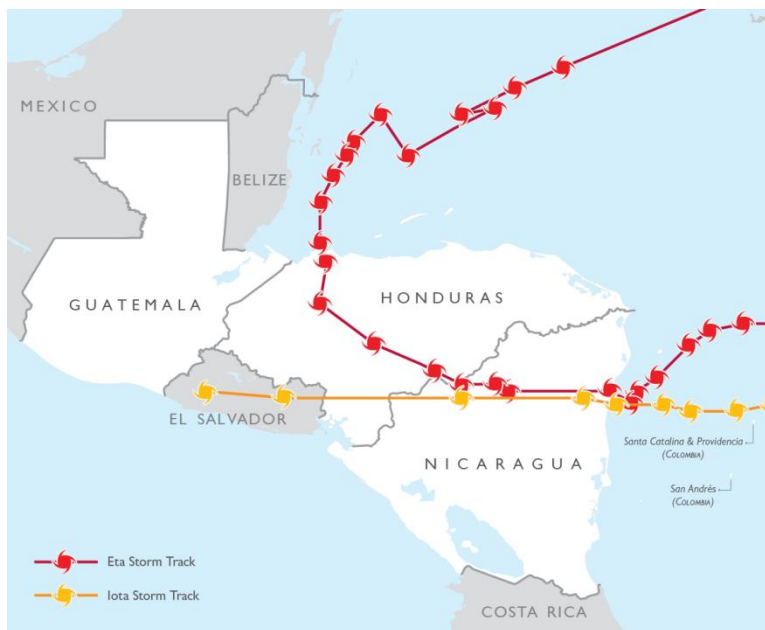 MEXICO
BELIZE
GUATEMALA
HONDURAS
EL SALVADOR
NICARAGUA
Santa Catalina & Providencia
(COLOMBIA)
San Andrés
(COLOMBIA)
Eta Storm Track
Iota Storm Track
COSTA RICA